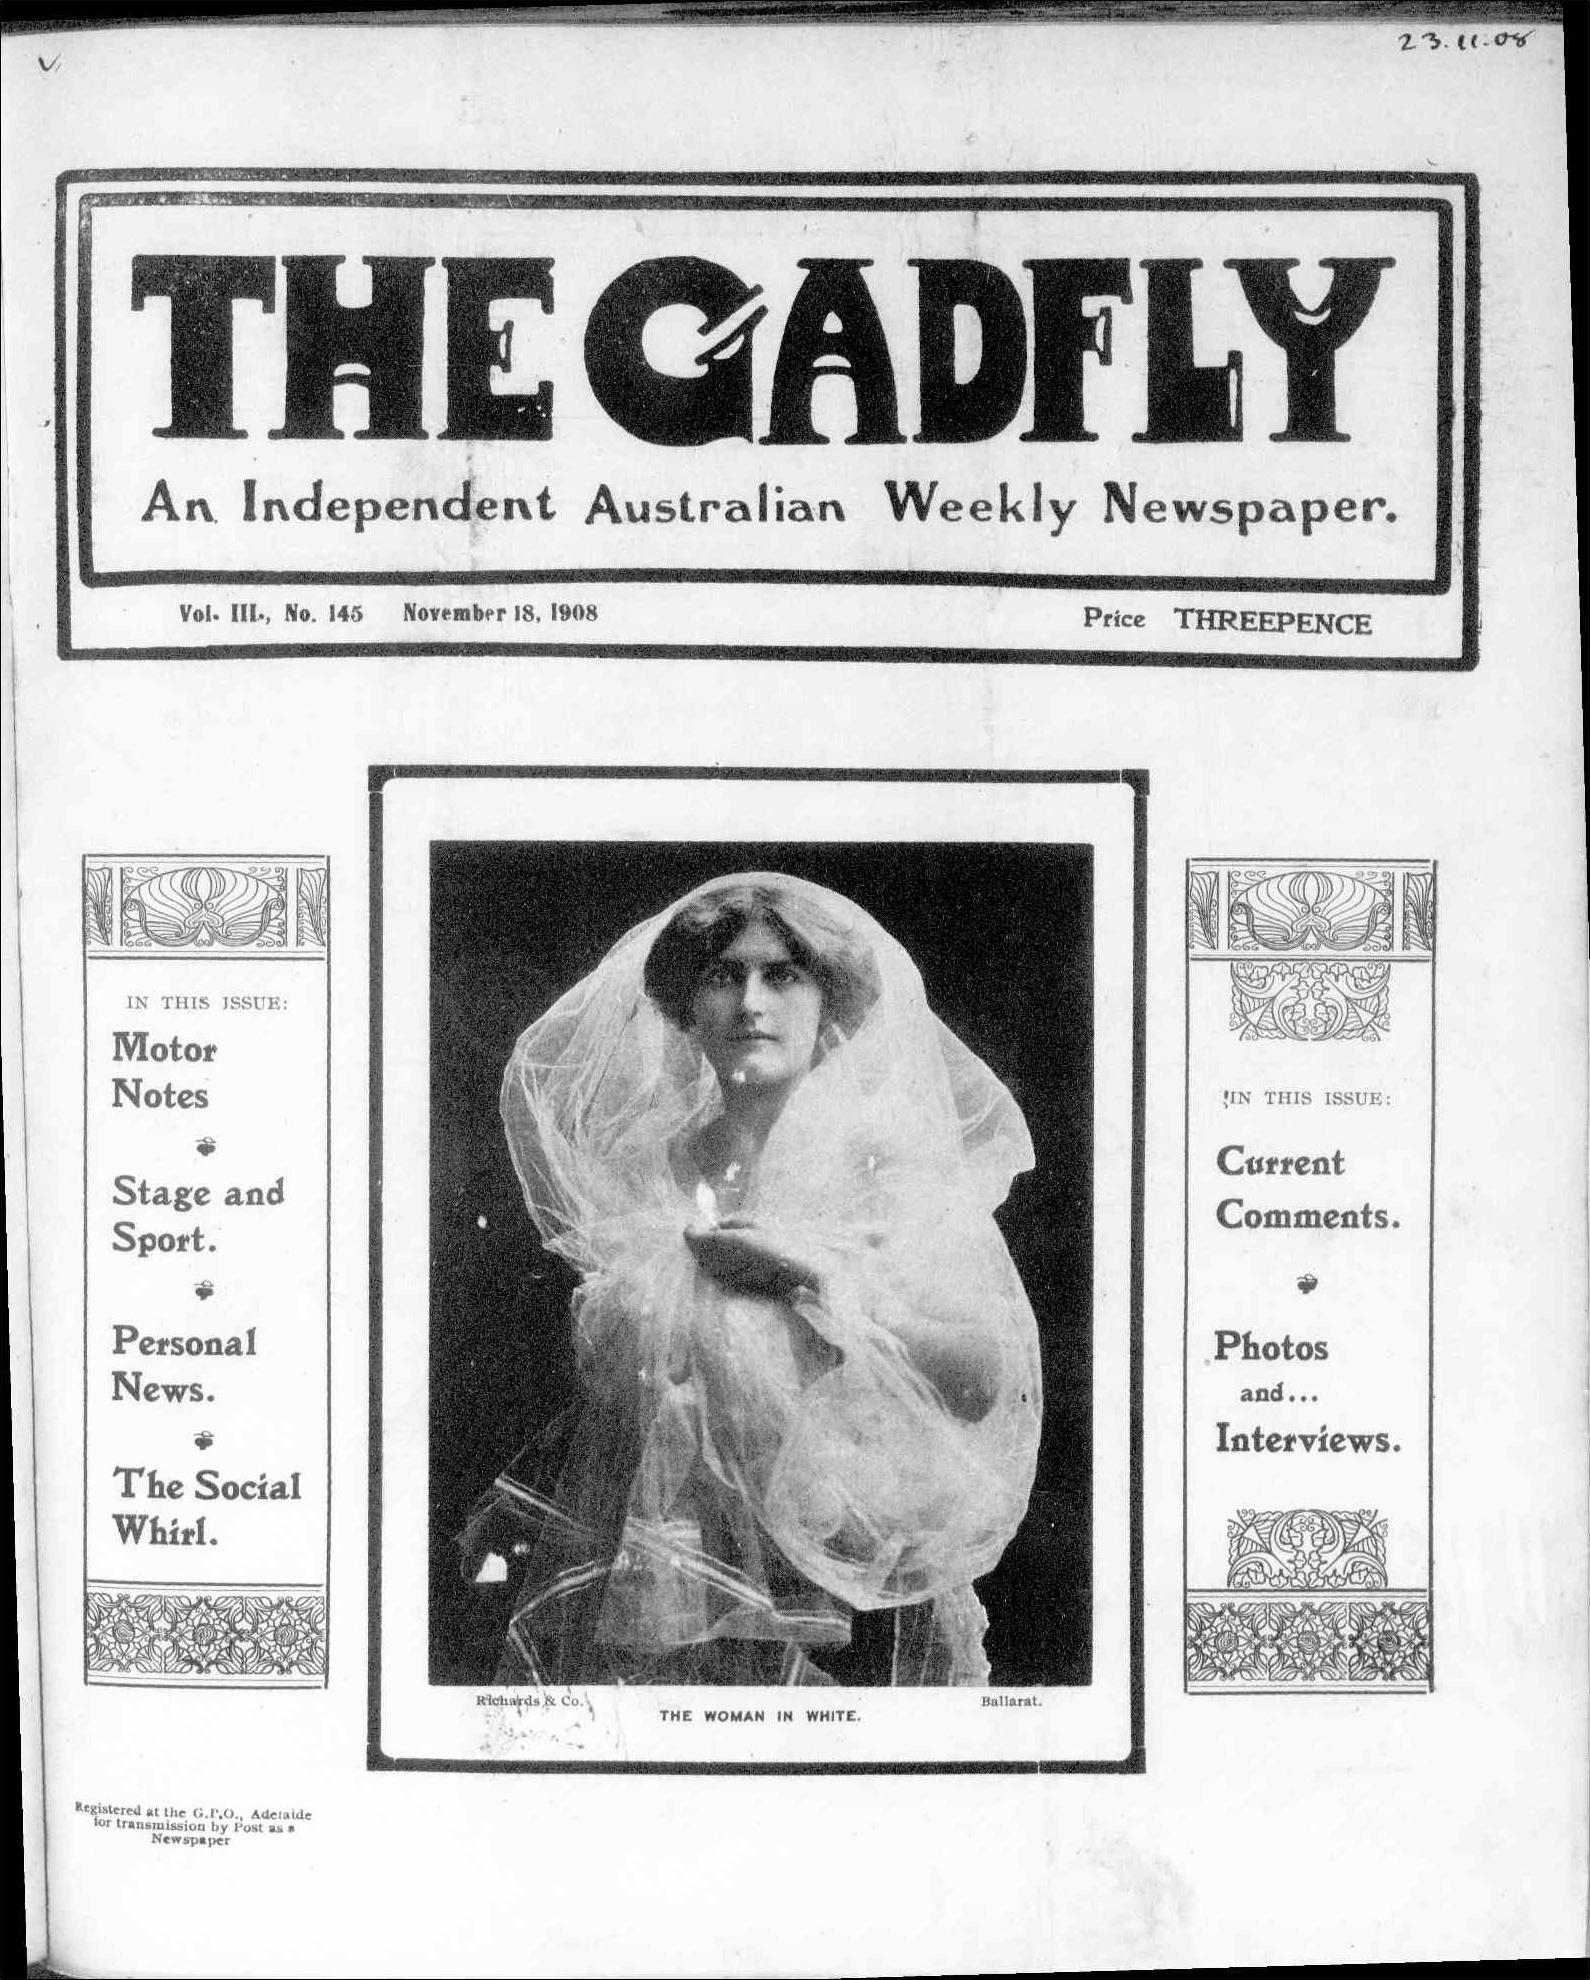 23.11.08
THE GADFLY
An Independent Australian Weekly Newspaper.
Vol. III., No. 145 November 18, 1908 Price THREEPENCE
IN THIS ISSUE:
Motor
Notes
Stage and
Sport.
Personal
News.
The Social
Whirl.
Richards & Co. Ballarat.
THE WOMAN IN WHITE.
IN THIS ISSUE:
Current
Comments.
Photos
and...
Interviews.
Registered at the G.P.O., Adelaide
for transmission by Post as a
Newspaper